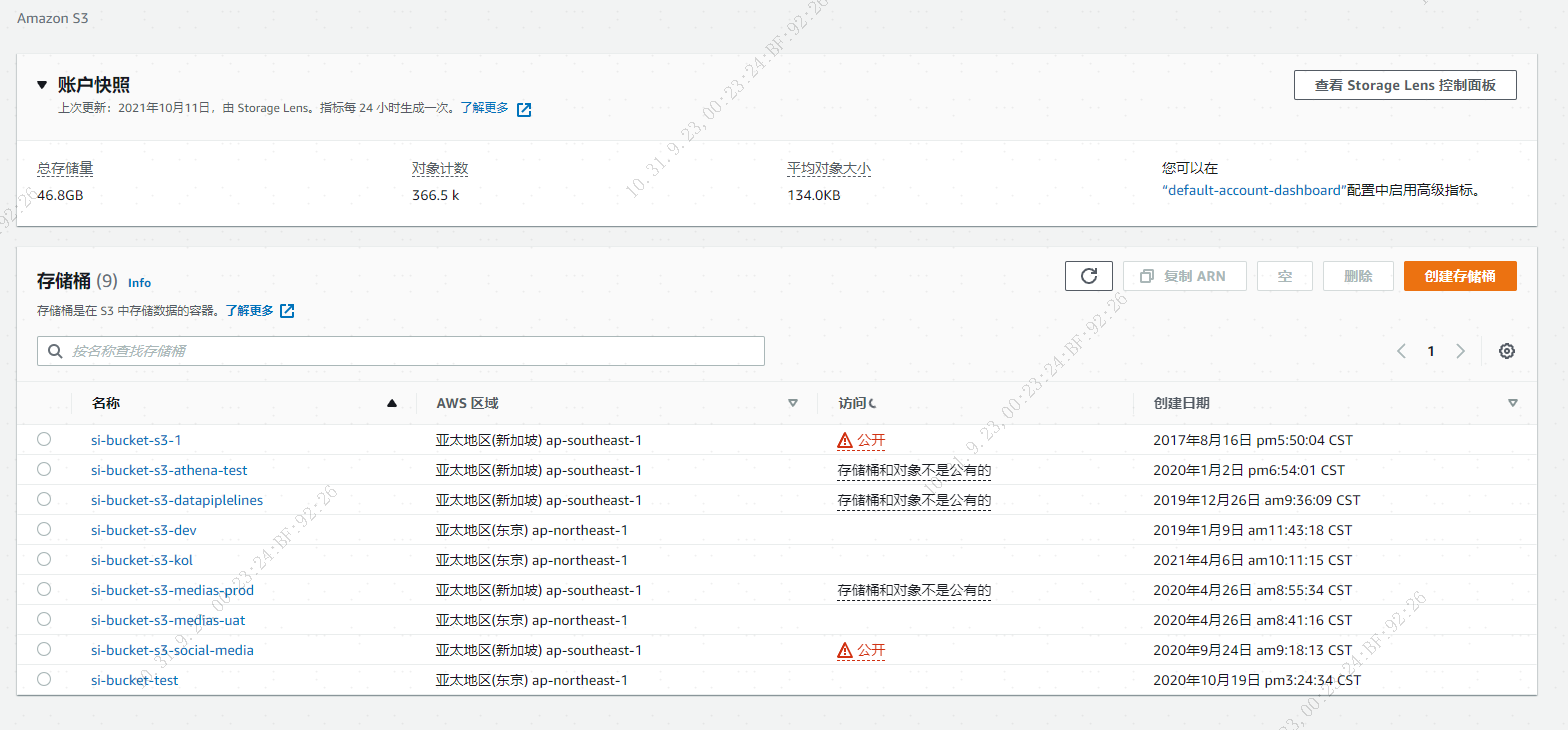 Amazon S3
账户快照
查看 Storage Lens 控制面板
上次更新：2021年10月11日，由 Storage Lens。指标每 24 小时生成一次。了解更多
总存储量
46.8GB
对象计数
366.5 k
平均对象大小
134.0KB
您可以在
“default-account-dashboard”配置中启用高级指标。
存储桶 (9) Info
复制 ARN 空 删除 创建存储桶
存储桶是在 S3 中存储数据的容器。了解更多
按名称查找存储桶
1
名称 AWS 区域 访问 创建日期
si-bucket-s3-1 亚太地区(新加坡) ap-southeast-1 公开 2017年8月16日 pm5:50:04 CST
si-bucket-s3-athena-test 亚太地区(新加坡) ap-southeast-1 存储桶和对象不是公有的 2020年1月2日 pm6:54:01 CST
si-bucket-s3-datapiplelines 亚太地区(新加坡) ap-southeast-1 存储桶和对象不是公有的 2019年12月26日 am9:36:09 CST
si-bucket-s3-dev 亚太地区(东京) ap-northeast-1 2019年1月9日 am11:43:18 CST
si-bucket-s3-kol 亚太地区(东京) ap-northeast-1 2021年4月6日 am10:11:15 CST
si-bucket-s3-medias-prod 亚太地区(新加坡) ap-southeast-1 存储桶和对象不是公有的 2020年4月26日 am8:55:34 CST
si-bucket-s3-medias-uat 亚太地区(东京) ap-northeast-1 2020年4月26日 am8:41:16 CST
si-bucket-s3-social-media 亚太地区(新加坡) ap-southeast-1 公开 2020年9月24日 am9:18:13 CST
si-bucket-test 亚太地区(东京) ap-northeast-1 2020年10月19日 pm3:24:34 CST
10.31.9.23,00:23:24:BF:92:26
10.31.9.23,00:23:24:BF:92:26
10.31.9.23,00:23:24:BF:92:26